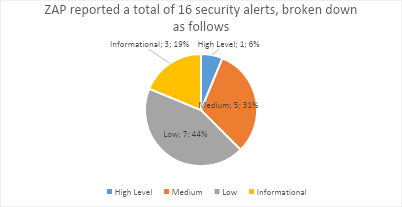 ZAP reported a total of 16 security alerts, broken down
as follows
Informational; 3; 19%
High Level; 1; 6%
Medium; 5; 31%
Low; 7; 44%
High Level
Medium
Low
Informational